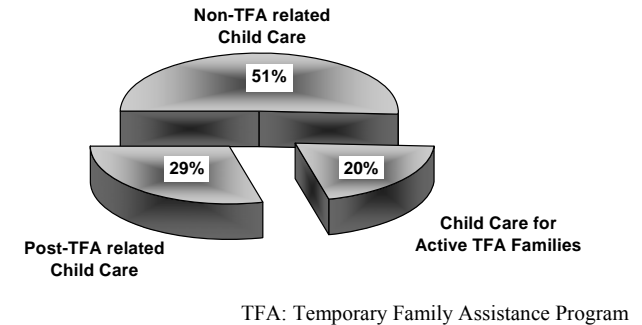 Non-TFA related
Child Care
51%
29%
20%
Post-TFA related
Child Care
Child Care for
Active TFA Families
TFA: Temporary Family Assistance Program